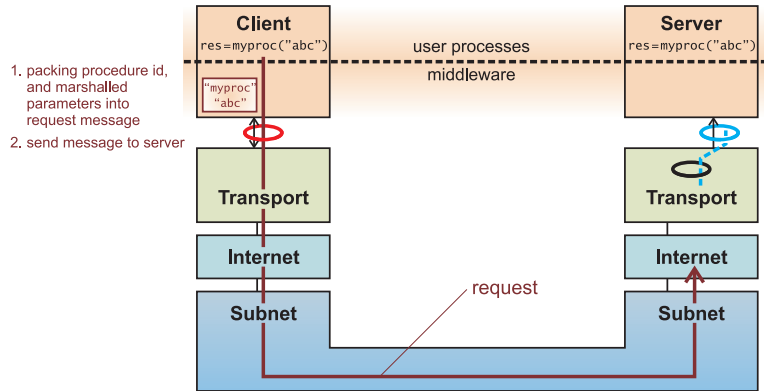 Client
res=myproc("abc")
Server
res=myproc("abc")
user processes
middleware
1. packing procedure id,
and marshalled
parameters into
request message
2. send message to server
"myproc"
"abc"
Transport
Transport
Internet
Internet
request
Subnet
Subnet